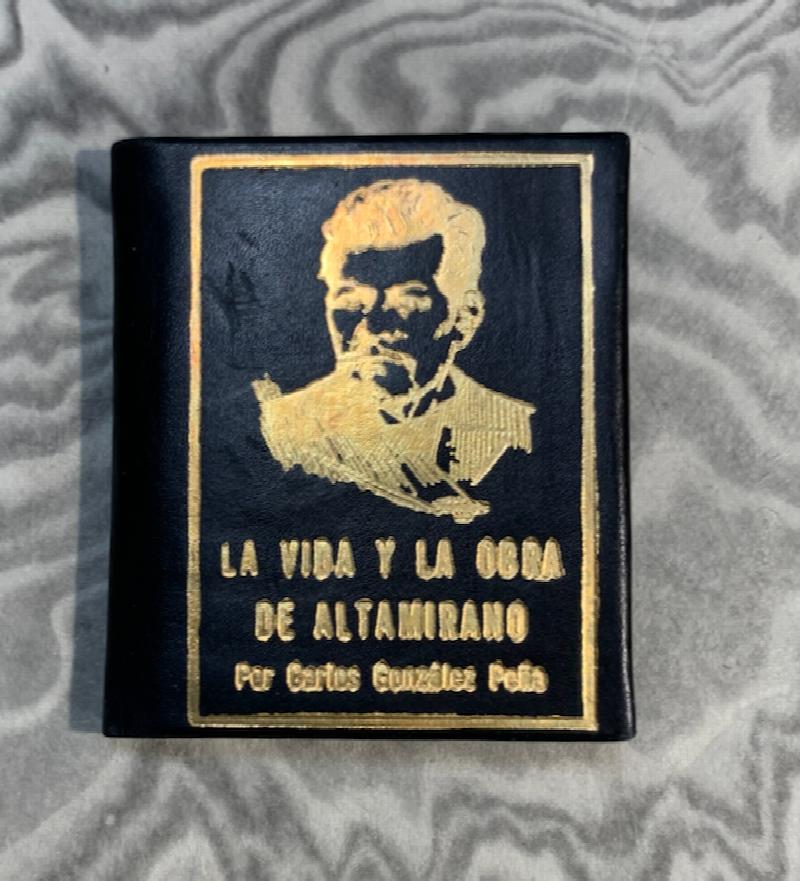 LA VIDA Y LA OBRA
DE ALTAMIRANO
Por Carlos González Peña